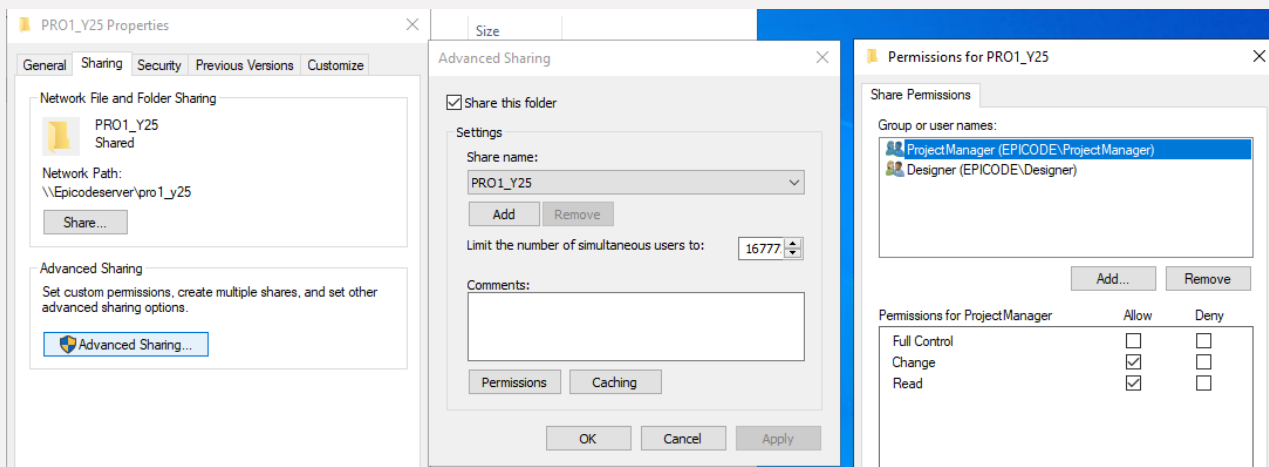 PRO1_Y25 Properties
General Sharing Security Previous Versions Customize
Network File and Folder Sharing
PRO1_Y25
Shared
Network Path:
\\Epicodeserver\pro1_y25
Share...
Advanced Sharing
Set custom permissions, create multiple shares, and set other
advanced sharing options.
Advanced Sharing...
Size
Advanced Sharing
Share this folder
Settings
Share name:
PRO1_Y25
Add Remove
Limit the number of simultaneous users to: 16777
Comments:
Permissions Caching
OK Cancel Apply
Permissions for PRO1_Y25
Share Permissions
Group or user names:
ProjectManager (EPICODE\ProjectManager)
Designer (EPICODE\Designer)
Add... Remove
Permissions for ProjectManager Allow Deny
Full Control
Change
Read